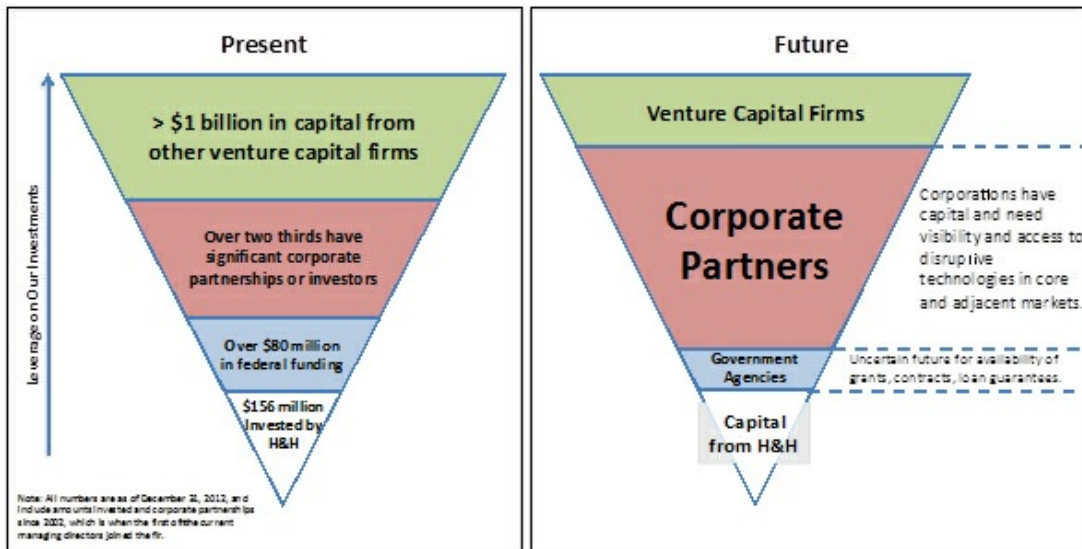 Present
> $1 billion in capital from
other venture capital firms
Over two thirds have
significant corporate
partnerships or investors
Over $80 million
in federal funding
$156 million
Invested by
H&H
Leverage on Our Investments
Note: All numbers are as of December 31, 2012, and
include amounts invested and corporate partnerships
since 2002, which is when the first of the current
managing directors joined the fir.
Future
Venture Capital Firms
Corporate
Partners
Corporations have
capital and need
visibility and access to
disruptive
technologies in core
and adjacent markets.
Government
Agencies
Uncertain future for availability of
grants, contracts, loan guarantees.
Capital
from H&H